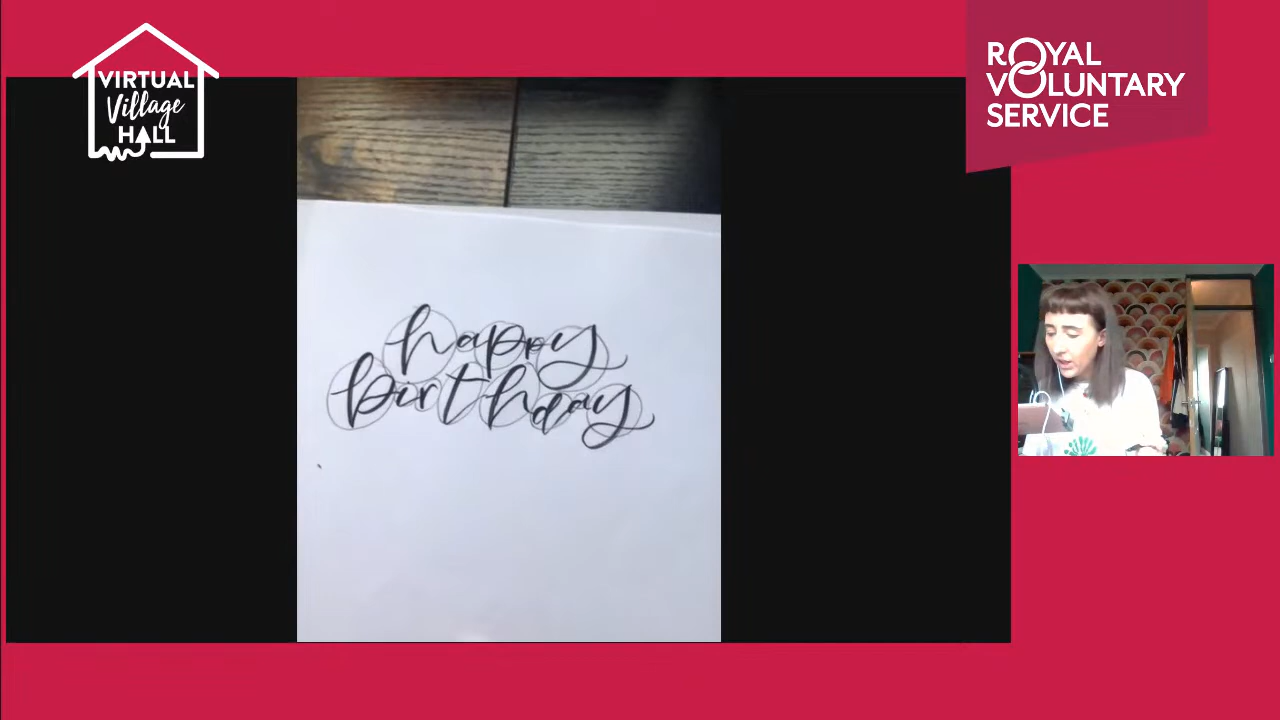 VIRTUAL
Village
HALL
ROYAL
VOLUNTARY
SERVICE
happy
birthday